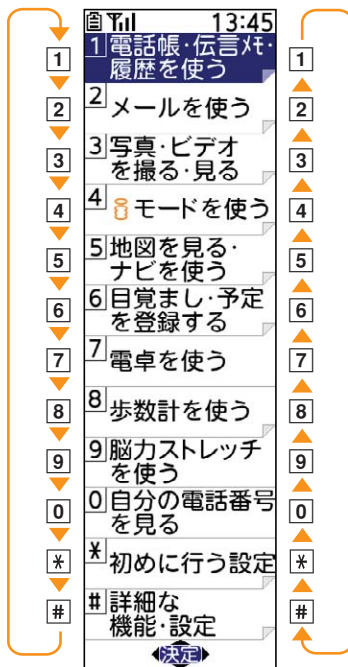 13:45
1 電話帳・伝言メモ・
履歴を使う
2 メールを使う
3 写真・ビデオ
を撮る・見る
4 iモードを使う
5 地図を見る・
ナビを使う
6 目覚まし・予定
を登録する
7 電卓を使う
8 歩数計を使う
9 脳力ストレッチ
を使う
0 自分の電話番号
を見る
* 初めに行う設定
# 詳細な
機能・設定
決定
1
2
3
4
5
6
7
8
9
0
*
#
1
2
3
4
5
6
7
8
9
0
*
#